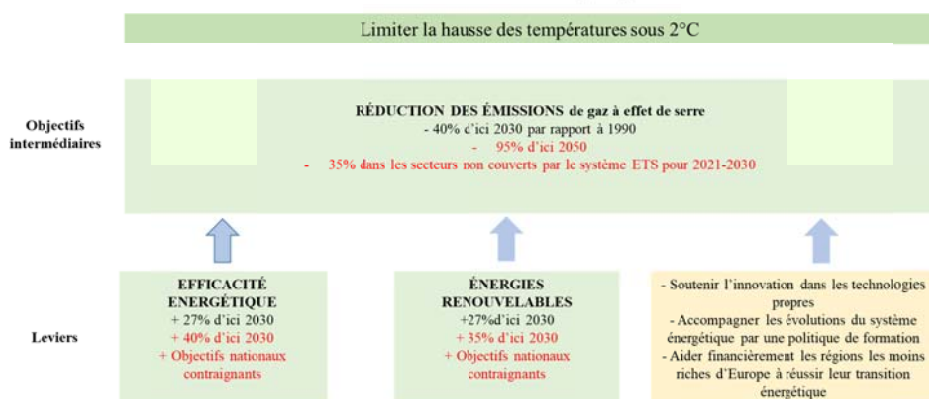 Limiter la hausse des températures sous 2°C
Objectifs
intermédiaires
RÉDUCTION DES ÉMISSIONS de gaz à effet de serre
- 40% d'ici 2030 par rapport à 1990
- 95% d'ici 2050
- 35% dans les secteurs non couverts par le système ETS pour 2021-2030
Leviers
EFFICACITÉ
ENERGÉTIQUE
+ 27% d'ici 2030
+ 40% d'ici 2030
+ Objectifs nationaux
contraignants
ÉNERGIES
RENOUVELABLES
+27%d'ici 2030
+ 35% d'ici 2030
+ Objectifs nationaux
contraignants
- Soutenir l'innovation dans les technologies
propres
- Accompagner les évolutions du système
énergétique par une politique de formation
- Aider financièrement les régions les moins
riches d'Europe à réussir leur transition
énergétique